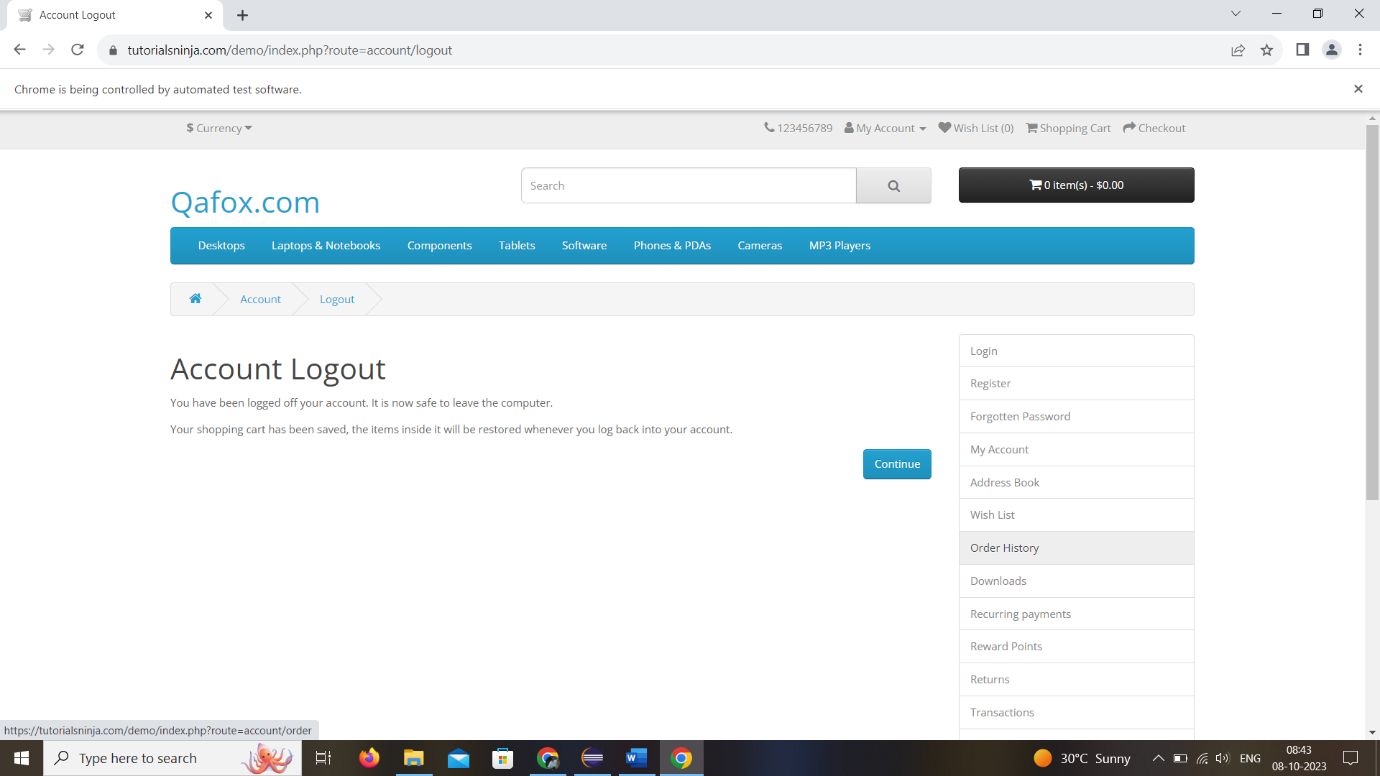 Account Logout
tutorialsninja.com/demo/index.php?route=account/logout
Chrome is being controlled by automated test software.
$ Currency 123456789 My Account Wish List (0) Shopping Cart Checkout
Qafox.com
Search
0 item(s) - $0.00
Desktops Laptops & Notebooks Components Tablets Software Phones & PDAs Cameras MP3 Players
Account Logout
Account Logout
You have been logged off your account. It is now safe to leave the computer.
Your shopping cart has been saved, the items inside it will be restored whenever you log back into your account.
Continue
Login
Register
Forgotten Password
My Account
Address Book
Wish List
Order History
Downloads
Recurring payments
Reward Points
Returns
Transactions
https://tutorialsninja.com/demo/index.php?route=account/order
Type here to search
30°C Sunny
ENG
08:43
08-10-2023